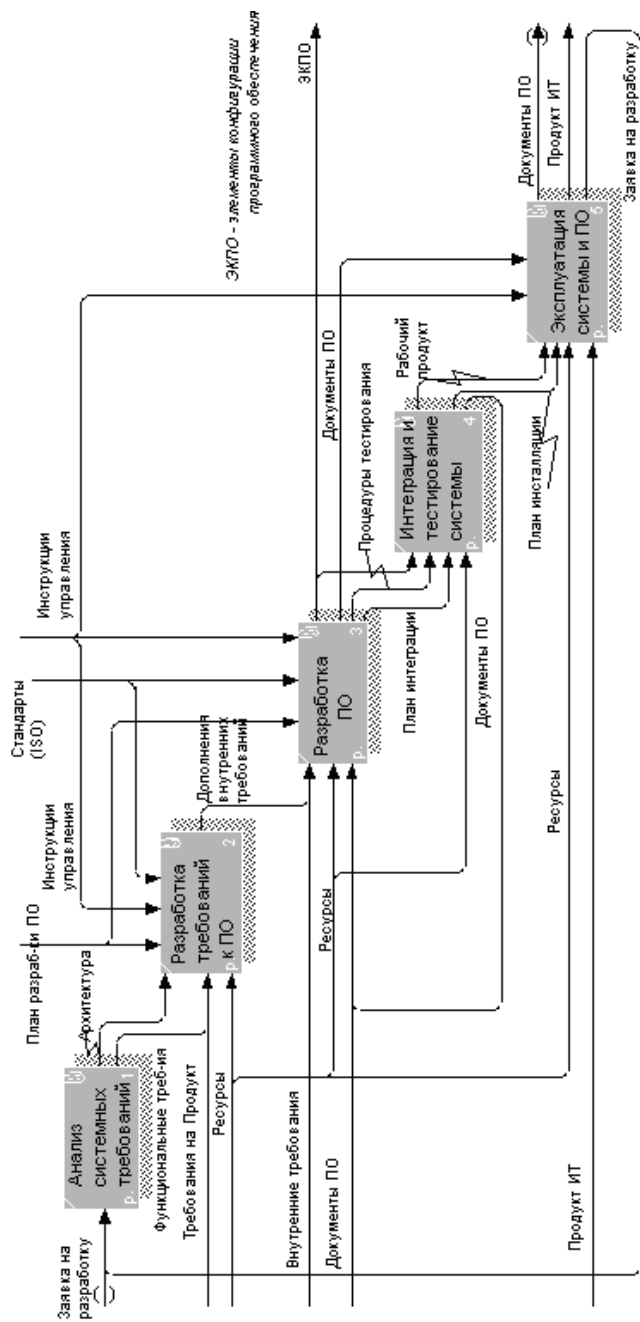 Заявка на
разработку
Анализ
системных
требований
р.
1
Архитектура
Функциональные треб-ия
Требования на Продукт
Ресурсы
План разраб-ки ПО
Инструкции
управления
Стандарты
(ISO)
Инструкции
управления
Разработка
требований
к ПО
р.
2
Дополнения
внутренних
требований
Внутренние требования
Документы ПО
Ресурсы
Разработка
ПО
р.
3
ЭКПО - элементы конфигурации
программного обеспечения
ЭКПО
Документы ПО
Процедуры тестирования
План интеграции
Документы ПО
Интеграция и
тестирование
системы
р.
4
Рабочий
продукт
План инсталляции
Ресурсы
Продукт ИТ
Эксплуатация
системы и ПО
р.
5
Документы ПО
Продукт ИТ
Заявка на разработку